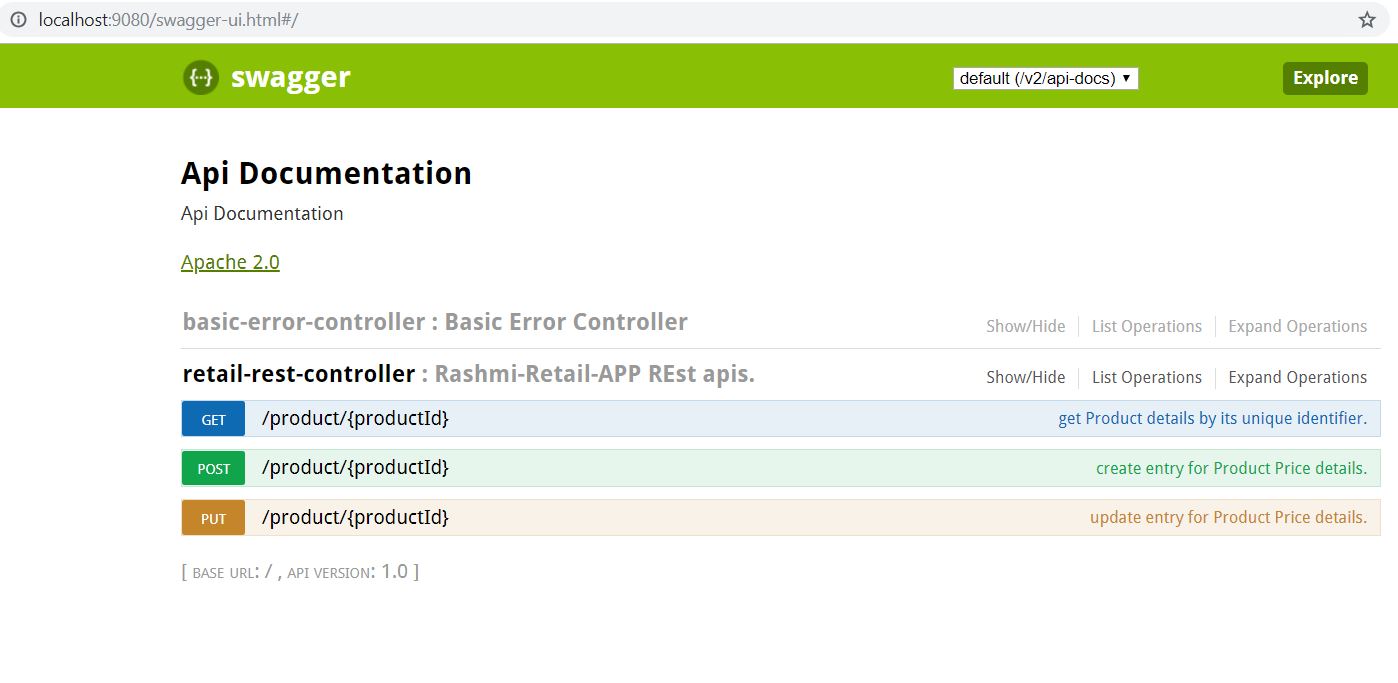 localhost:9080/swagger-ui.html#/
{···} swagger default (/v2/api-docs) Explore
Api Documentation
Api Documentation
Apache 2.0
basic-error-controller : Basic Error Controller Show/Hide List Operations Expand Operations
retail-rest-controller : Rashmi-Retail-APP REst apis. Show/Hide List Operations Expand Operations
GET /product/{productId} get Product details by its unique identifier.
POST /product/{productId} create entry for Product Price details.
PUT /product/{productId} update entry for Product Price details.
[ BASE URL: / , API VERSION: 1.0 ]